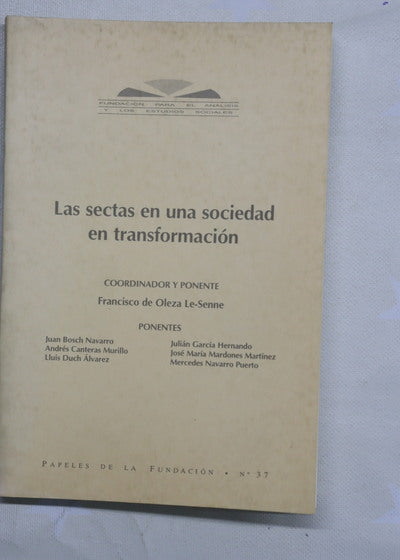 FUNDACIÓN PARA EL ANÁLISIS
Y LOS ESTUDIOS SOCIALES
Las sectas en una sociedad
en transformación
COORDINADOR Y PONENTE
Francisco de Oleza Le-Senne
PONENTES
Juan Bosch Navarro
Andrés Canteras Murillo
Lluis Duch Álvarez
Julián García Hernando
José María Mardones Martínez
Mercedes Navarro Puerto
PAPELES DE LA FUNDACIÓN • Nº 37